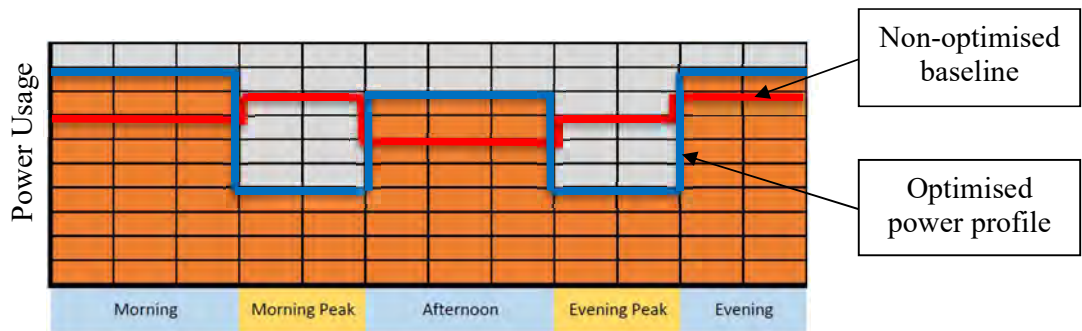 Power Usage
Non-optimised
baseline
Optimised
power profile
Morning
Morning Peak
Afternoon
Evening Peak
Evening